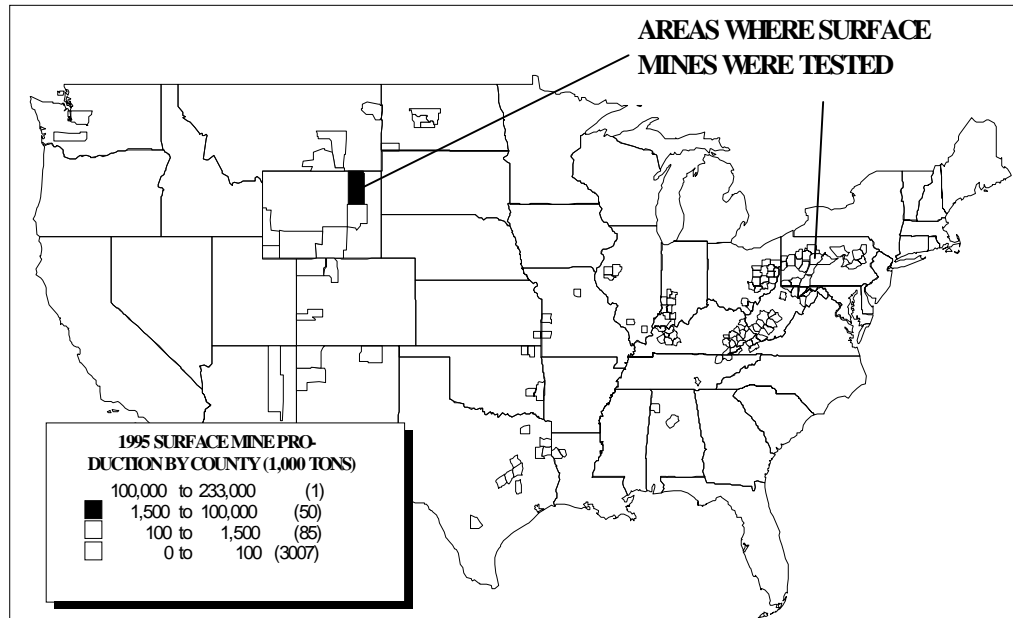 AREAS WHERE SURFACE
MINES WERE TESTED
1995 SURFACE MINE PRO-
DUCTION BY COUNTY (1,000 TONS)
100,000 to 233,000 (1)
1,500 to 100,000 (50)
100 to 1,500 (85)
0 to 100 (3007)